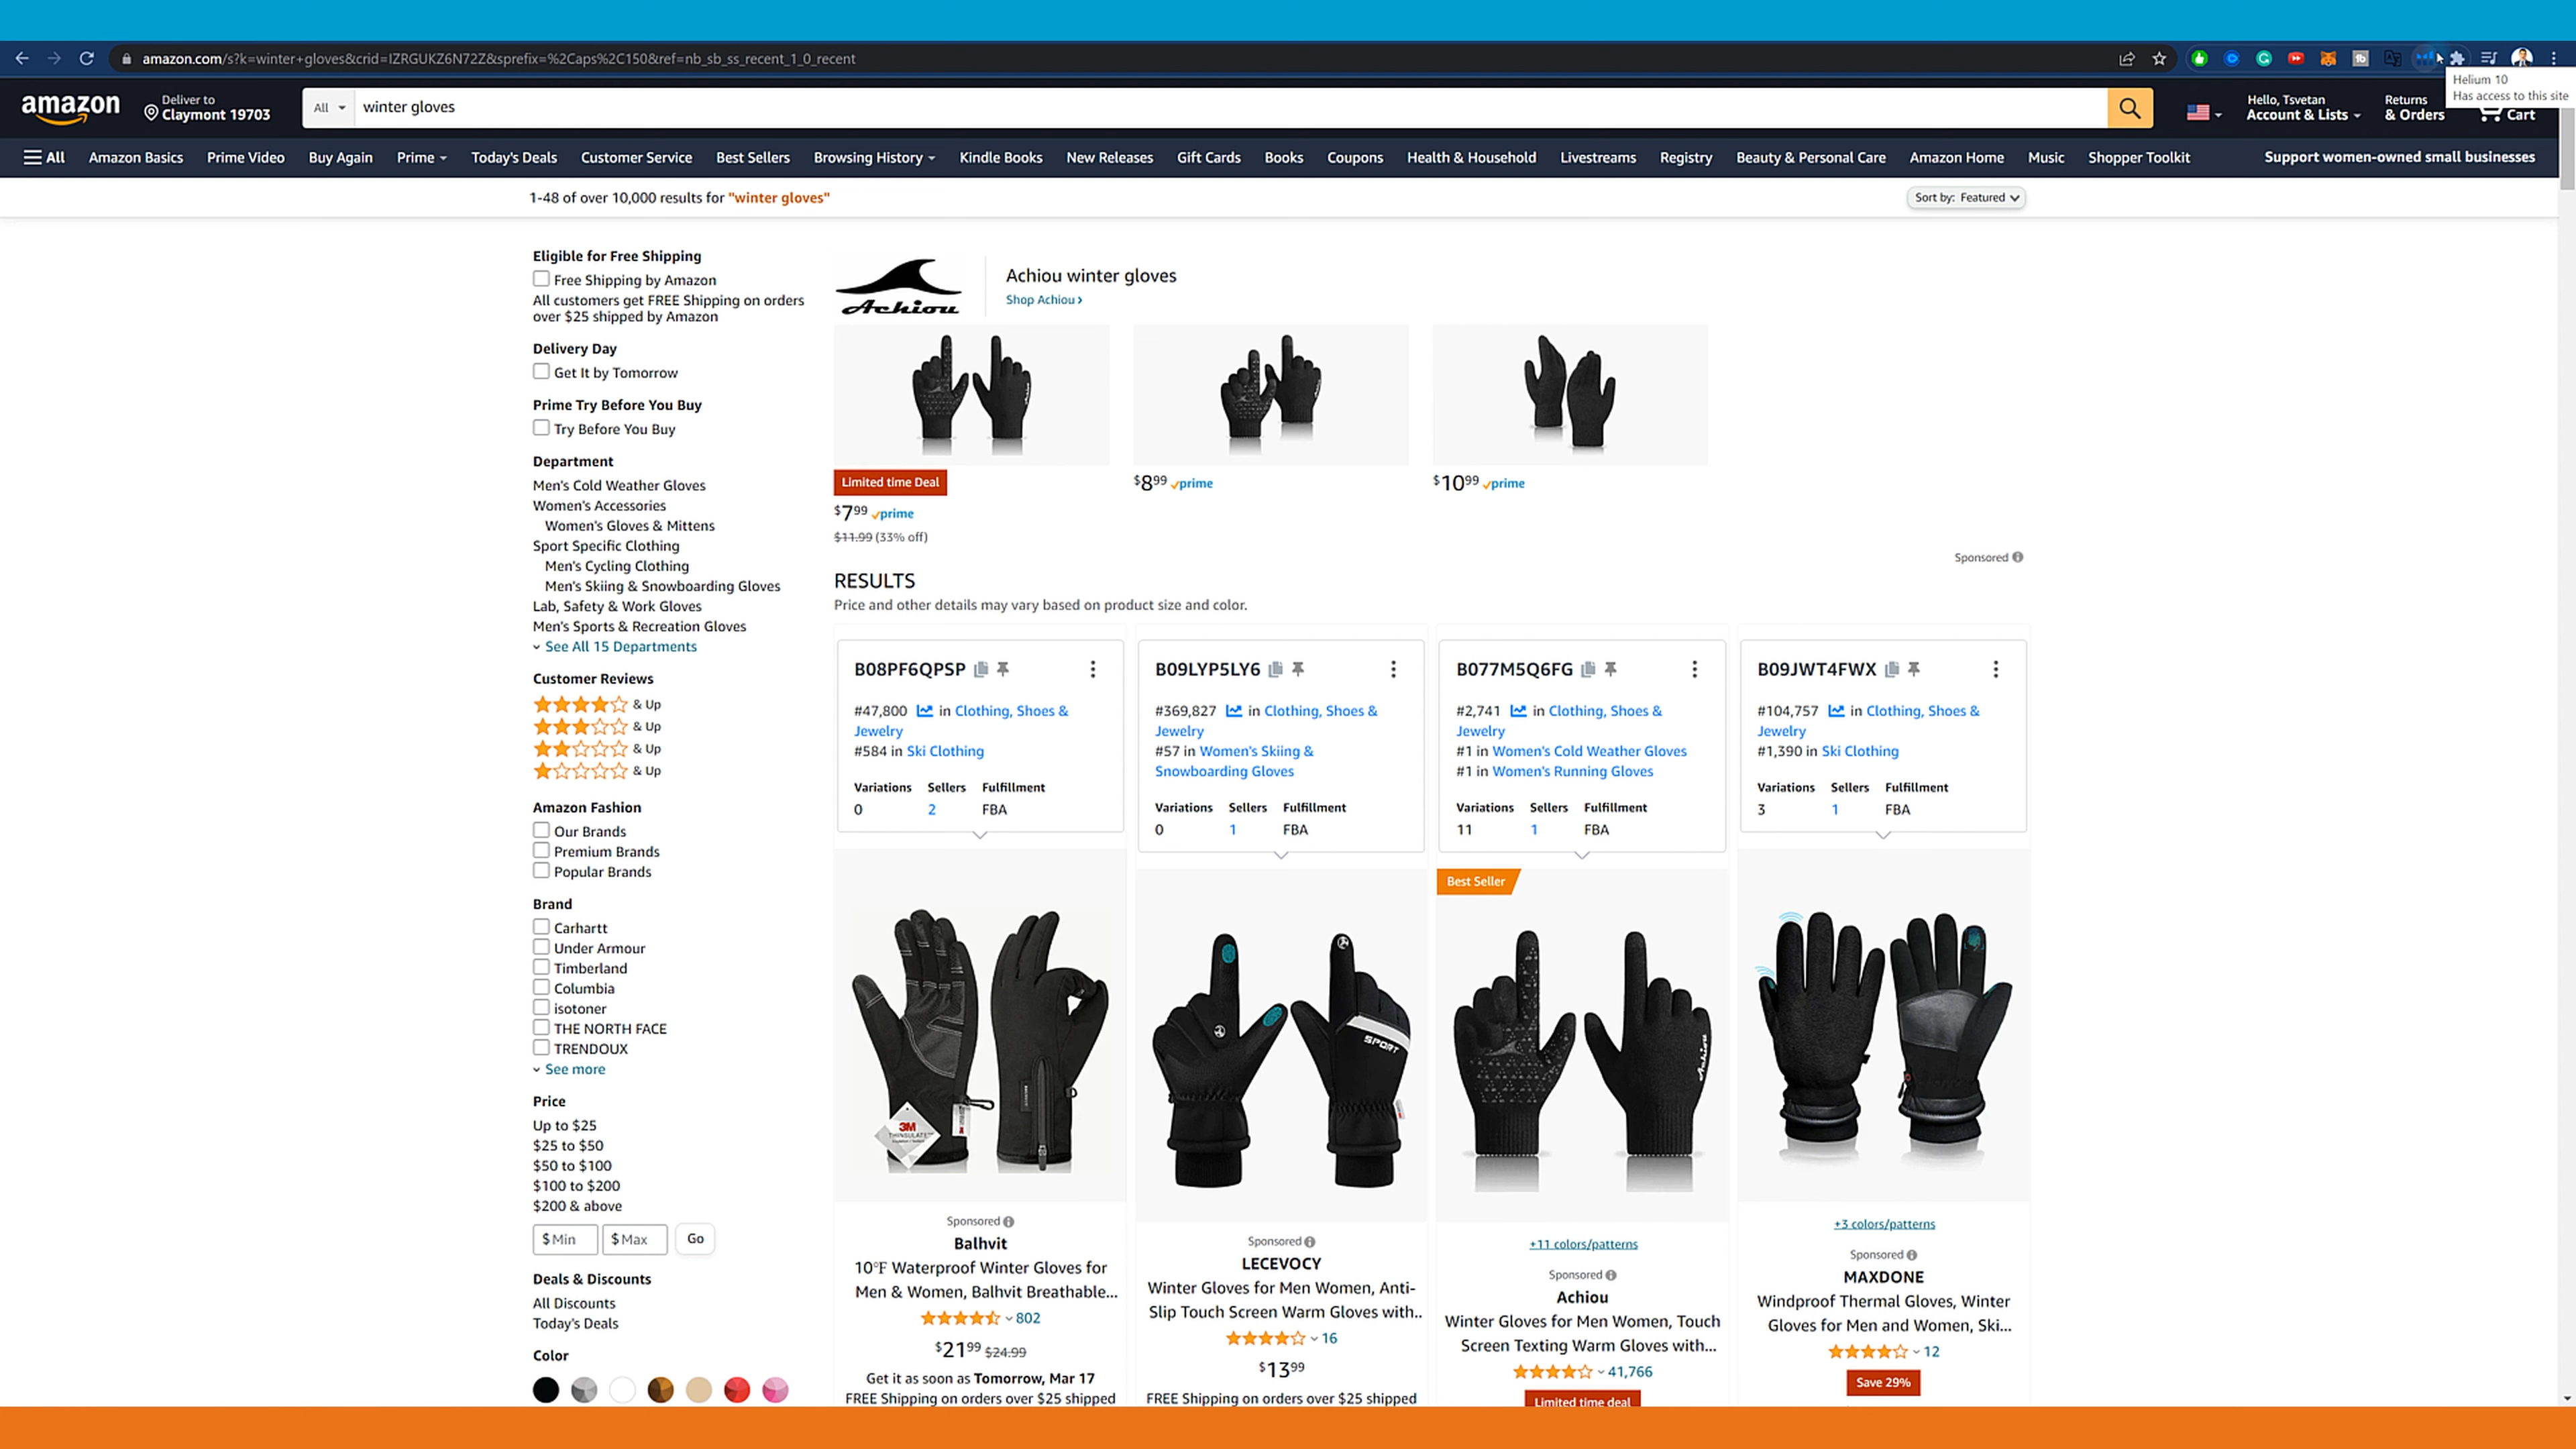 amazon.com/s?k=winter+gloves&crid=IZRGUKZ6N72Z&sprefix=%2Caps%2C150&ref=nb_sb_ss_recent_1_0_recent
Helium 10
Has access to this site
amazon
Deliver to
Claymont 19703
All
winter gloves
Hello, Tsvetan
Account & Lists
Returns
& Orders
Cart
All
Amazon Basics
Prime Video
Buy Again
Prime
Today's Deals
Customer Service
Best Sellers
Browsing History
Kindle Books
New Releases
Gift Cards
Books
Coupons
Health & Household
Livestreams
Registry
Beauty & Personal Care
Amazon Home
Music
Shopper Toolkit
Support women-owned small businesses
1-48 of over 10,000 results for "winter gloves"
Sort by: Featured
Eligible for Free Shipping
Free Shipping by Amazon
All customers get FREE Shipping on orders
over $25 shipped by Amazon
Delivery Day
Get It by Tomorrow
Prime Try Before You Buy
Try Before You Buy
Department
Men's Cold Weather Gloves
Women's Accessories
Women's Gloves & Mittens
Sport Specific Clothing
Men's Cycling Clothing
Men's Skiing & Snowboarding Gloves
Lab, Safety & Work Gloves
Men's Sports & Recreation Gloves
See All 15 Departments
Customer Reviews
& Up
& Up
& Up
& Up
Amazon Fashion
Our Brands
Premium Brands
Popular Brands
Brand
Carhartt
Under Armour
Timberland
Columbia
isotoner
THE NORTH FACE
TRENDOUX
See more
Price
Up to $25
$25 to $50
$50 to $100
$100 to $200
$200 & above
$ Min
$ Max
Go
Deals & Discounts
All Discounts
Today's Deals
Color
Achiou
Achiou winter gloves
Shop Achiou ›
Limited time Deal
$7.99 prime
$11.99 (33% off)
$8.99 prime
$10.99 prime
Sponsored
RESULTS
Price and other details may vary based on product size and color.
B08PF6QPSP
#47,800 in Clothing, Shoes &
Jewelry
#584 in Ski Clothing
Variations Sellers Fulfillment
0 2 FBA
3M
THINSULATE
Sponsored
Balhvit
10℉ Waterproof Winter Gloves for
Men & Women, Balhvit Breathable...
802
$21.99 $24.99
Get it as soon as Tomorrow, Mar 17
FREE Shipping on orders over $25 shipped
B09LYP5LY6
#369,827 in Clothing, Shoes &
Jewelry
#57 in Women's Skiing &
Snowboarding Gloves
Variations Sellers Fulfillment
0 1 FBA
SPORT
Sponsored
LECEVOCY
Winter Gloves for Men Women, Anti-
Slip Touch Screen Warm Gloves with...
16
$13.99
FREE Shipping on orders over $25 shipped
B077M5Q6FG
#2,741 in Clothing, Shoes &
Jewelry
#1 in Women's Cold Weather Gloves
#1 in Women's Running Gloves
Variations Sellers Fulfillment
11 1 FBA
Best Seller
Achiou
+11 colors/patterns
Sponsored
Achiou
Winter Gloves for Men Women, Touch
Screen Texting Warm Gloves with...
41,766
Limited time deal
B09JWT4FWX
#104,757 in Clothing, Shoes &
Jewelry
#1,390 in Ski Clothing
Variations Sellers Fulfillment
3 1 FBA
+3 colors/patterns
Sponsored
MAXDONE
Windproof Thermal Gloves, Winter
Gloves for Men and Women, Ski...
12
Save 29%